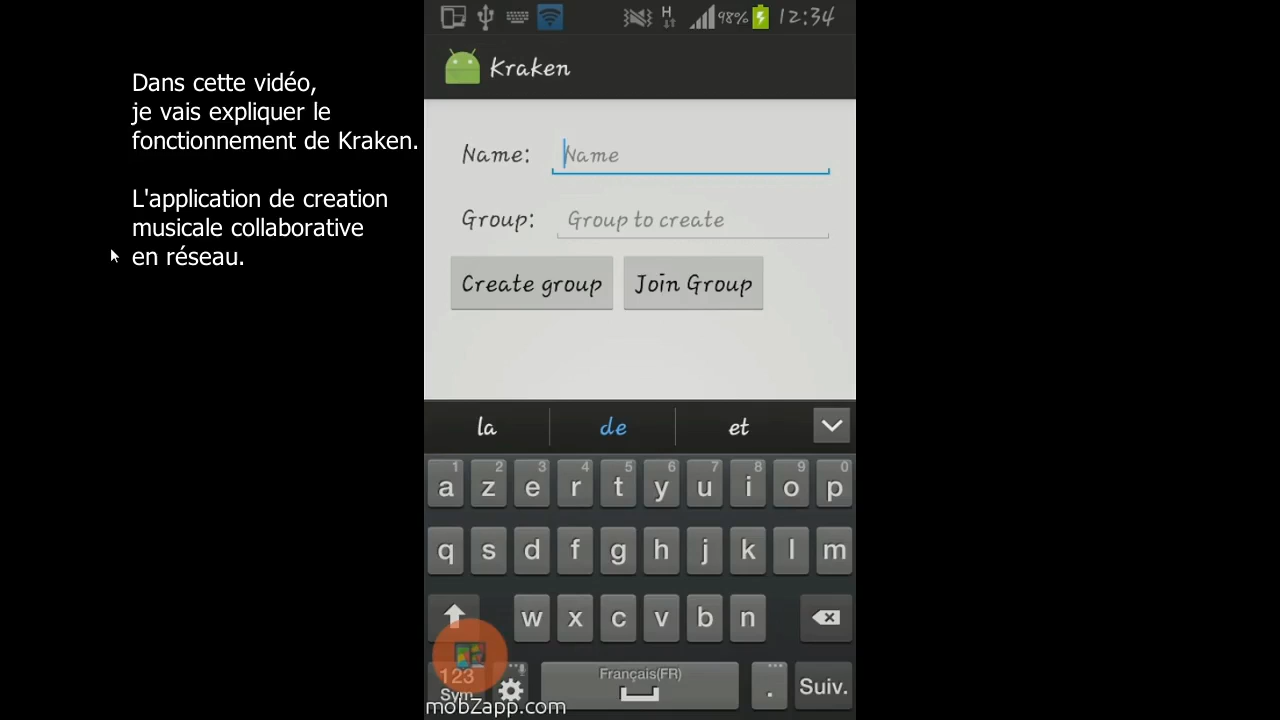 Dans cette vidéo,
je vais expliquer le
fonctionnement de Kraken.
L'application de creation
musicale collaborative
en réseau.
H 98% 12:34
Kraken
Name: Name
Group: Group to create
Create group Join Group
la de et
1 2 3 4 5 6 7 8 9 0
a z e r t y u i o p
q s d f g h j k l m
w x c v b n
Français(FR)
123
Sym . Suiv.
mobZapp.com